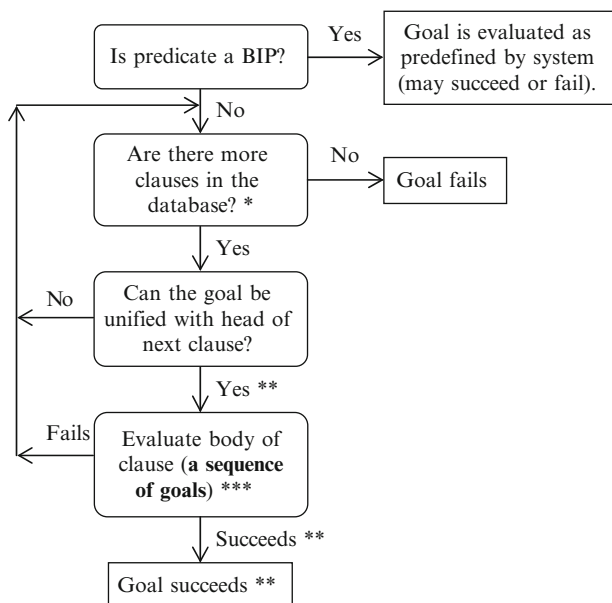 Is predicate a BIP?
Yes
Goal is evaluated as
predefined by system
(may succeed or fail).
No
Are there more
clauses in the
database? *
No
Goal fails
Yes
Can the goal be
unified with head of
next clause?
No
Yes **
Evaluate body of
clause (a sequence
of goals) ***
Fails
Succeeds **
Goal succeeds **